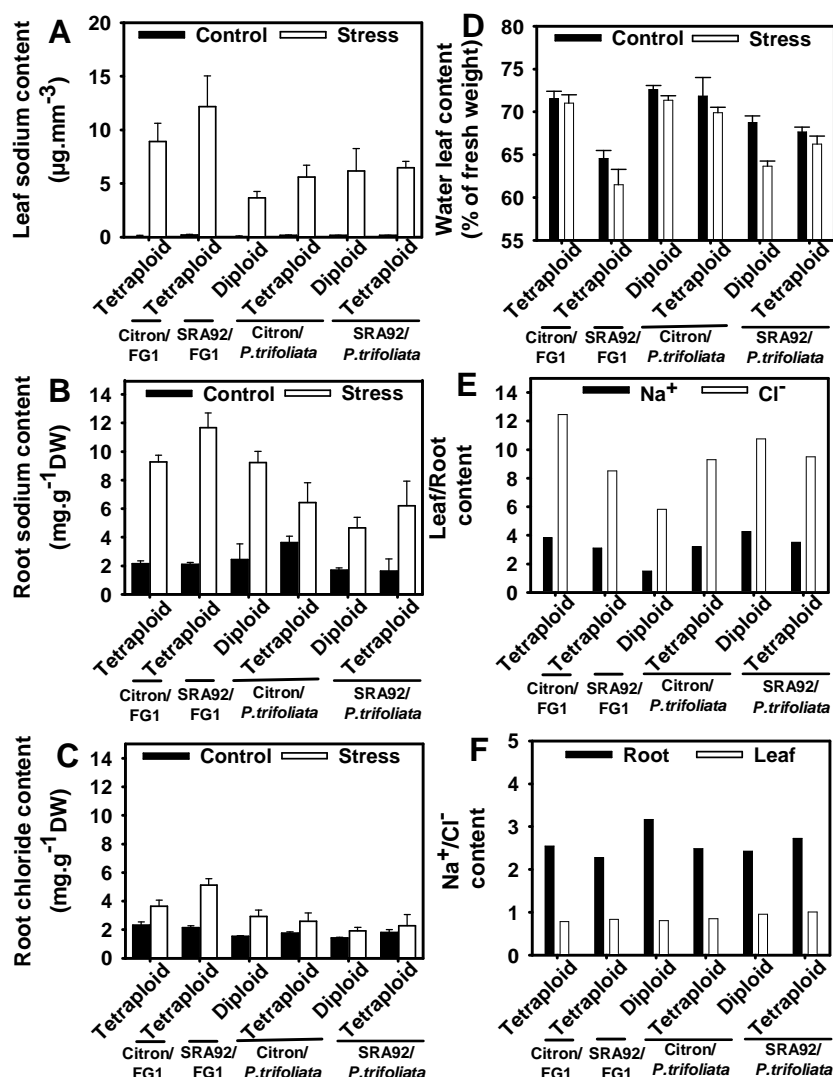 A
Control
Stress
Leaf sodium content
(µg.mm⁻³)
20
15
10
5
0
Tetraploid
Tetraploid
Diploid
Tetraploid
Diploid
Tetraploid
Citron/
FG1
SRA92/
FG1
Citron/
P.trifoliata
SRA92/
P.trifoliata
D
Control
Stress
Water leaf content
(% of fresh weight)
80
75
70
65
60
55
Tetraploid
Tetraploid
Diploid
Tetraploid
Diploid
Tetraploid
Citron/
FG1
SRA92/
FG1
Citron/
P.trifoliata
SRA92/
P.trifoliata
B
Control
Stress
Root sodium content
(mg.g⁻¹DW)
14
12
10
8
6
4
2
0
Tetraploid
Tetraploid
Diploid
Tetraploid
Diploid
Tetraploid
Citron/
FG1
SRA92/
FG1
Citron/
P.trifoliata
SRA92/
P.trifoliata
E
Na⁺
Cl⁻
Leaf/Root
content
14
12
10
8
6
4
2
0
Tetraploid
Tetraploid
Diploid
Tetraploid
Diploid
Tetraploid
Citron/
FG1
SRA92/
FG1
Citron/
P.trifoliata
SRA92/
P.trifoliata
C
Control
Stress
Root chloride content
(mg.g⁻¹DW)
14
12
10
8
6
4
2
0
Tetraploid
Tetraploid
Diploid
Tetraploid
Diploid
Tetraploid
Citron/
FG1
SRA92/
FG1
Citron/
P.trifoliata
SRA92/
P.trifoliata
F
Root
Leaf
Na⁺/Cl⁻
content
5
4
3
2
1
0
Tetraploid
Tetraploid
Diploid
Tetraploid
Diploid
Tetraploid
Citron/
FG1
SRA92/
FG1
Citron/
P.trifoliata
SRA92/
P.trifoliata